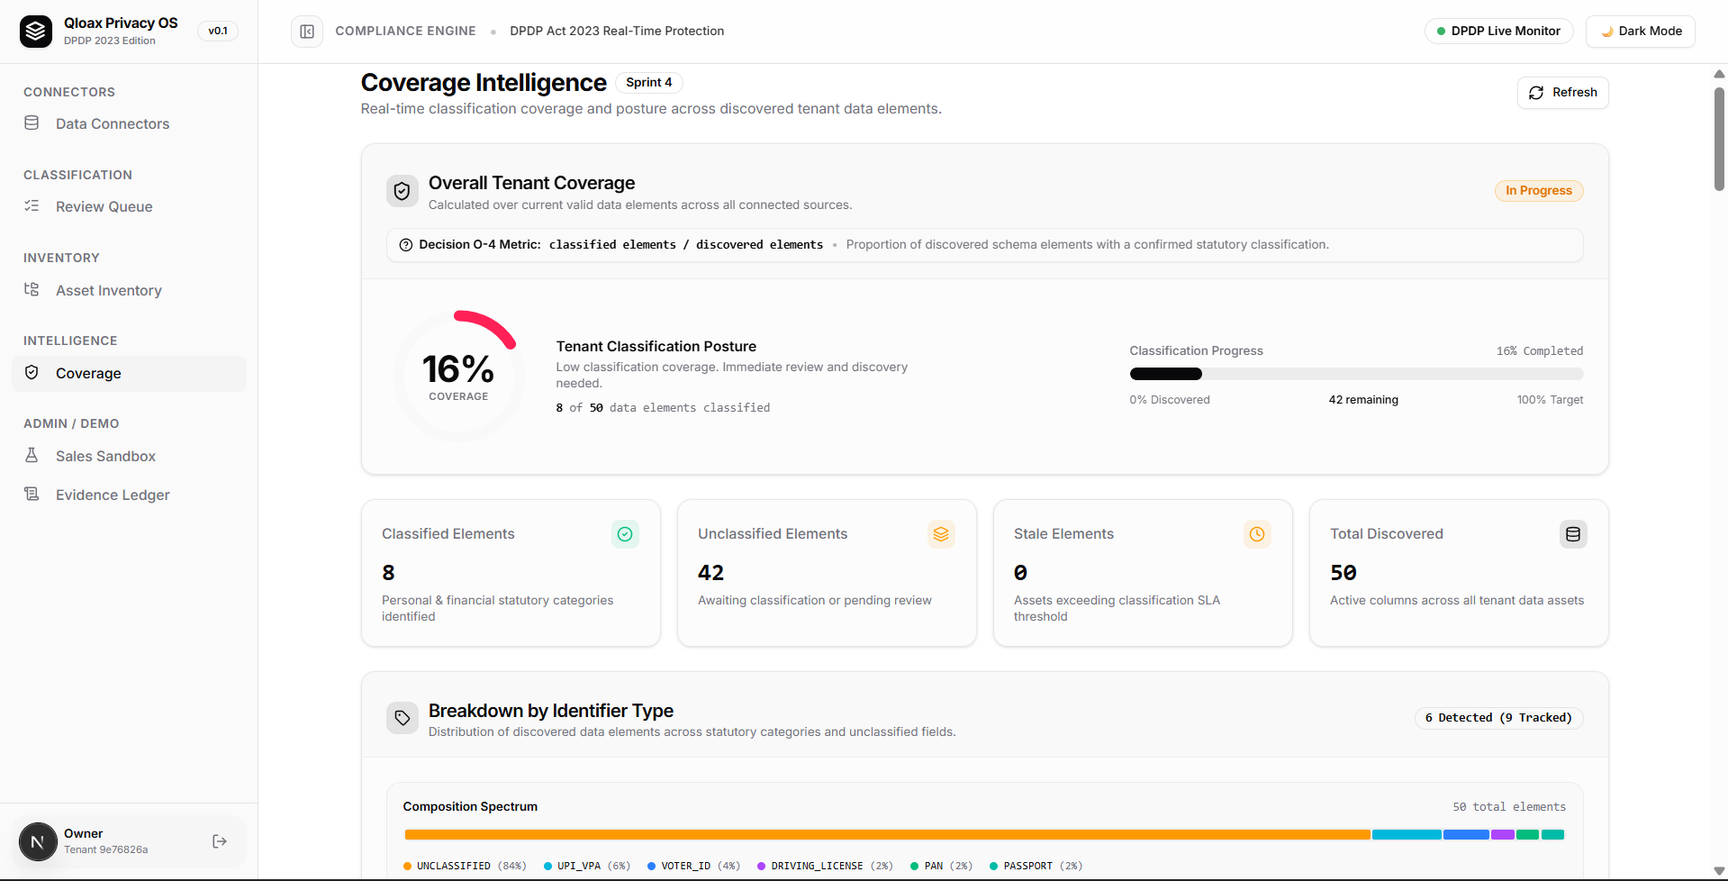 Qloax Privacy OS
DPDP 2023 Edition
v0.1
COMPLIANCE ENGINE • DPDP Act 2023 Real-Time Protection
DPDP Live Monitor
Dark Mode
CONNECTORS
Data Connectors
CLASSIFICATION
Review Queue
INVENTORY
Asset Inventory
INTELLIGENCE
Coverage
ADMIN / DEMO
Sales Sandbox
Evidence Ledger
N
Owner
Tenant 9e76826a
Coverage Intelligence
Sprint 4
Real-time classification coverage and posture across discovered tenant data elements.
Refresh
Overall Tenant Coverage
Calculated over current valid data elements across all connected sources.
In Progress
Decision O-4 Metric: classified elements / discovered elements • Proportion of discovered schema elements with a confirmed statutory classification.
16%
COVERAGE
Tenant Classification Posture
Low classification coverage. Immediate review and discovery
needed.
8 of 50 data elements classified
Classification Progress
16% Completed
0% Discovered
42 remaining
100% Target
Classified Elements
8
Personal & financial statutory categories
identified
Unclassified Elements
42
Awaiting classification or pending review
Stale Elements
0
Assets exceeding classification SLA
threshold
Total Discovered
50
Active columns across all tenant data assets
Breakdown by Identifier Type
Distribution of discovered data elements across statutory categories and unclassified fields.
6 Detected (9 Tracked)
Composition Spectrum
50 total elements
UNCLASSIFIED (84%)
UPI_VPA (6%)
VOTER_ID (4%)
DRIVING_LICENSE (2%)
PAN (2%)
PASSPORT (2%)